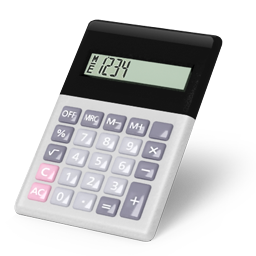 M
E 1234
OFF MRC M- M+
% 7 8 9
√ 4 5 6 ×
C 1 2 3 -
AC 0 . = +